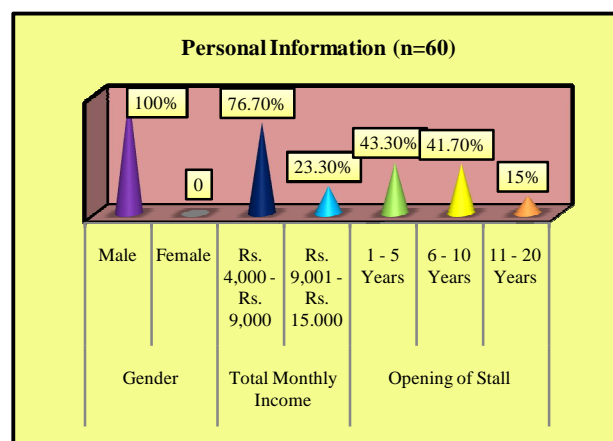 Personal Information (n=60)
100%
0
76.70%
23.30%
43.30%
41.70%
15%
Male
Female
Rs.
4,000 -
Rs.
9,000
Rs.
9,001 -
Rs.
15.000
1 - 5
Years
6 - 10
Years
11 - 20
Years
Gender
Total Monthly
Income
Opening of Stall